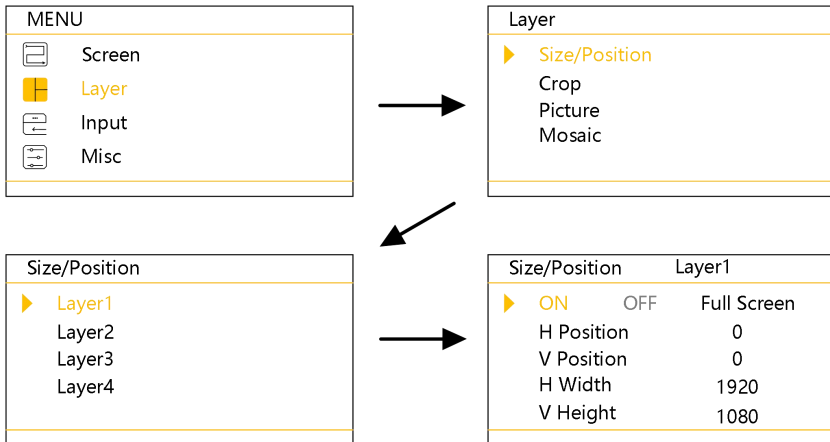 MENU
Screen
Layer
Input
Misc
Layer
Size/Position
Crop
Picture
Mosaic
Size/Position
Layer1
Layer2
Layer3
Layer4
Size/Position Layer1
ON OFF Full Screen
H Position 0
V Position 0
H Width 1920
V Height 1080